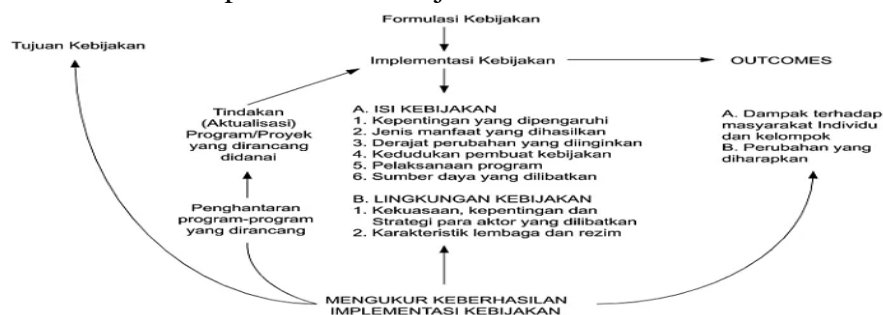 Formulasi Kebijakan
Tujuan Kebijakan
Implementasi Kebijakan
OUTCOMES
Tindakan
(Aktualisasi)
Program/Proyek
yang dirancang
didanai
A. ISI KEBIJAKAN
1. Kepentingan yang dipengaruhi
2. Jenis manfaat yang dihasilkan
3. Derajat perubahan yang diinginkan
4. Kedudukan pembuat kebijakan
5. Pelaksanaan program
6. Sumber daya yang dilibatkan
A. Dampak terhadap
masyarakat Individu
dan kelompok
B. Perubahan yang
diharapkan
Penghantaran
program-program
yang dirancang
B. LINGKUNGAN KEBIJAKAN
1. Kekuasaan, kepentingan dan
Strategi para aktor yang dilibatkan
2. Karakteristik lembaga dan rezim
MENGUKUR KEBERHASILAN
IMPLEMENTASI KEBIJAKAN